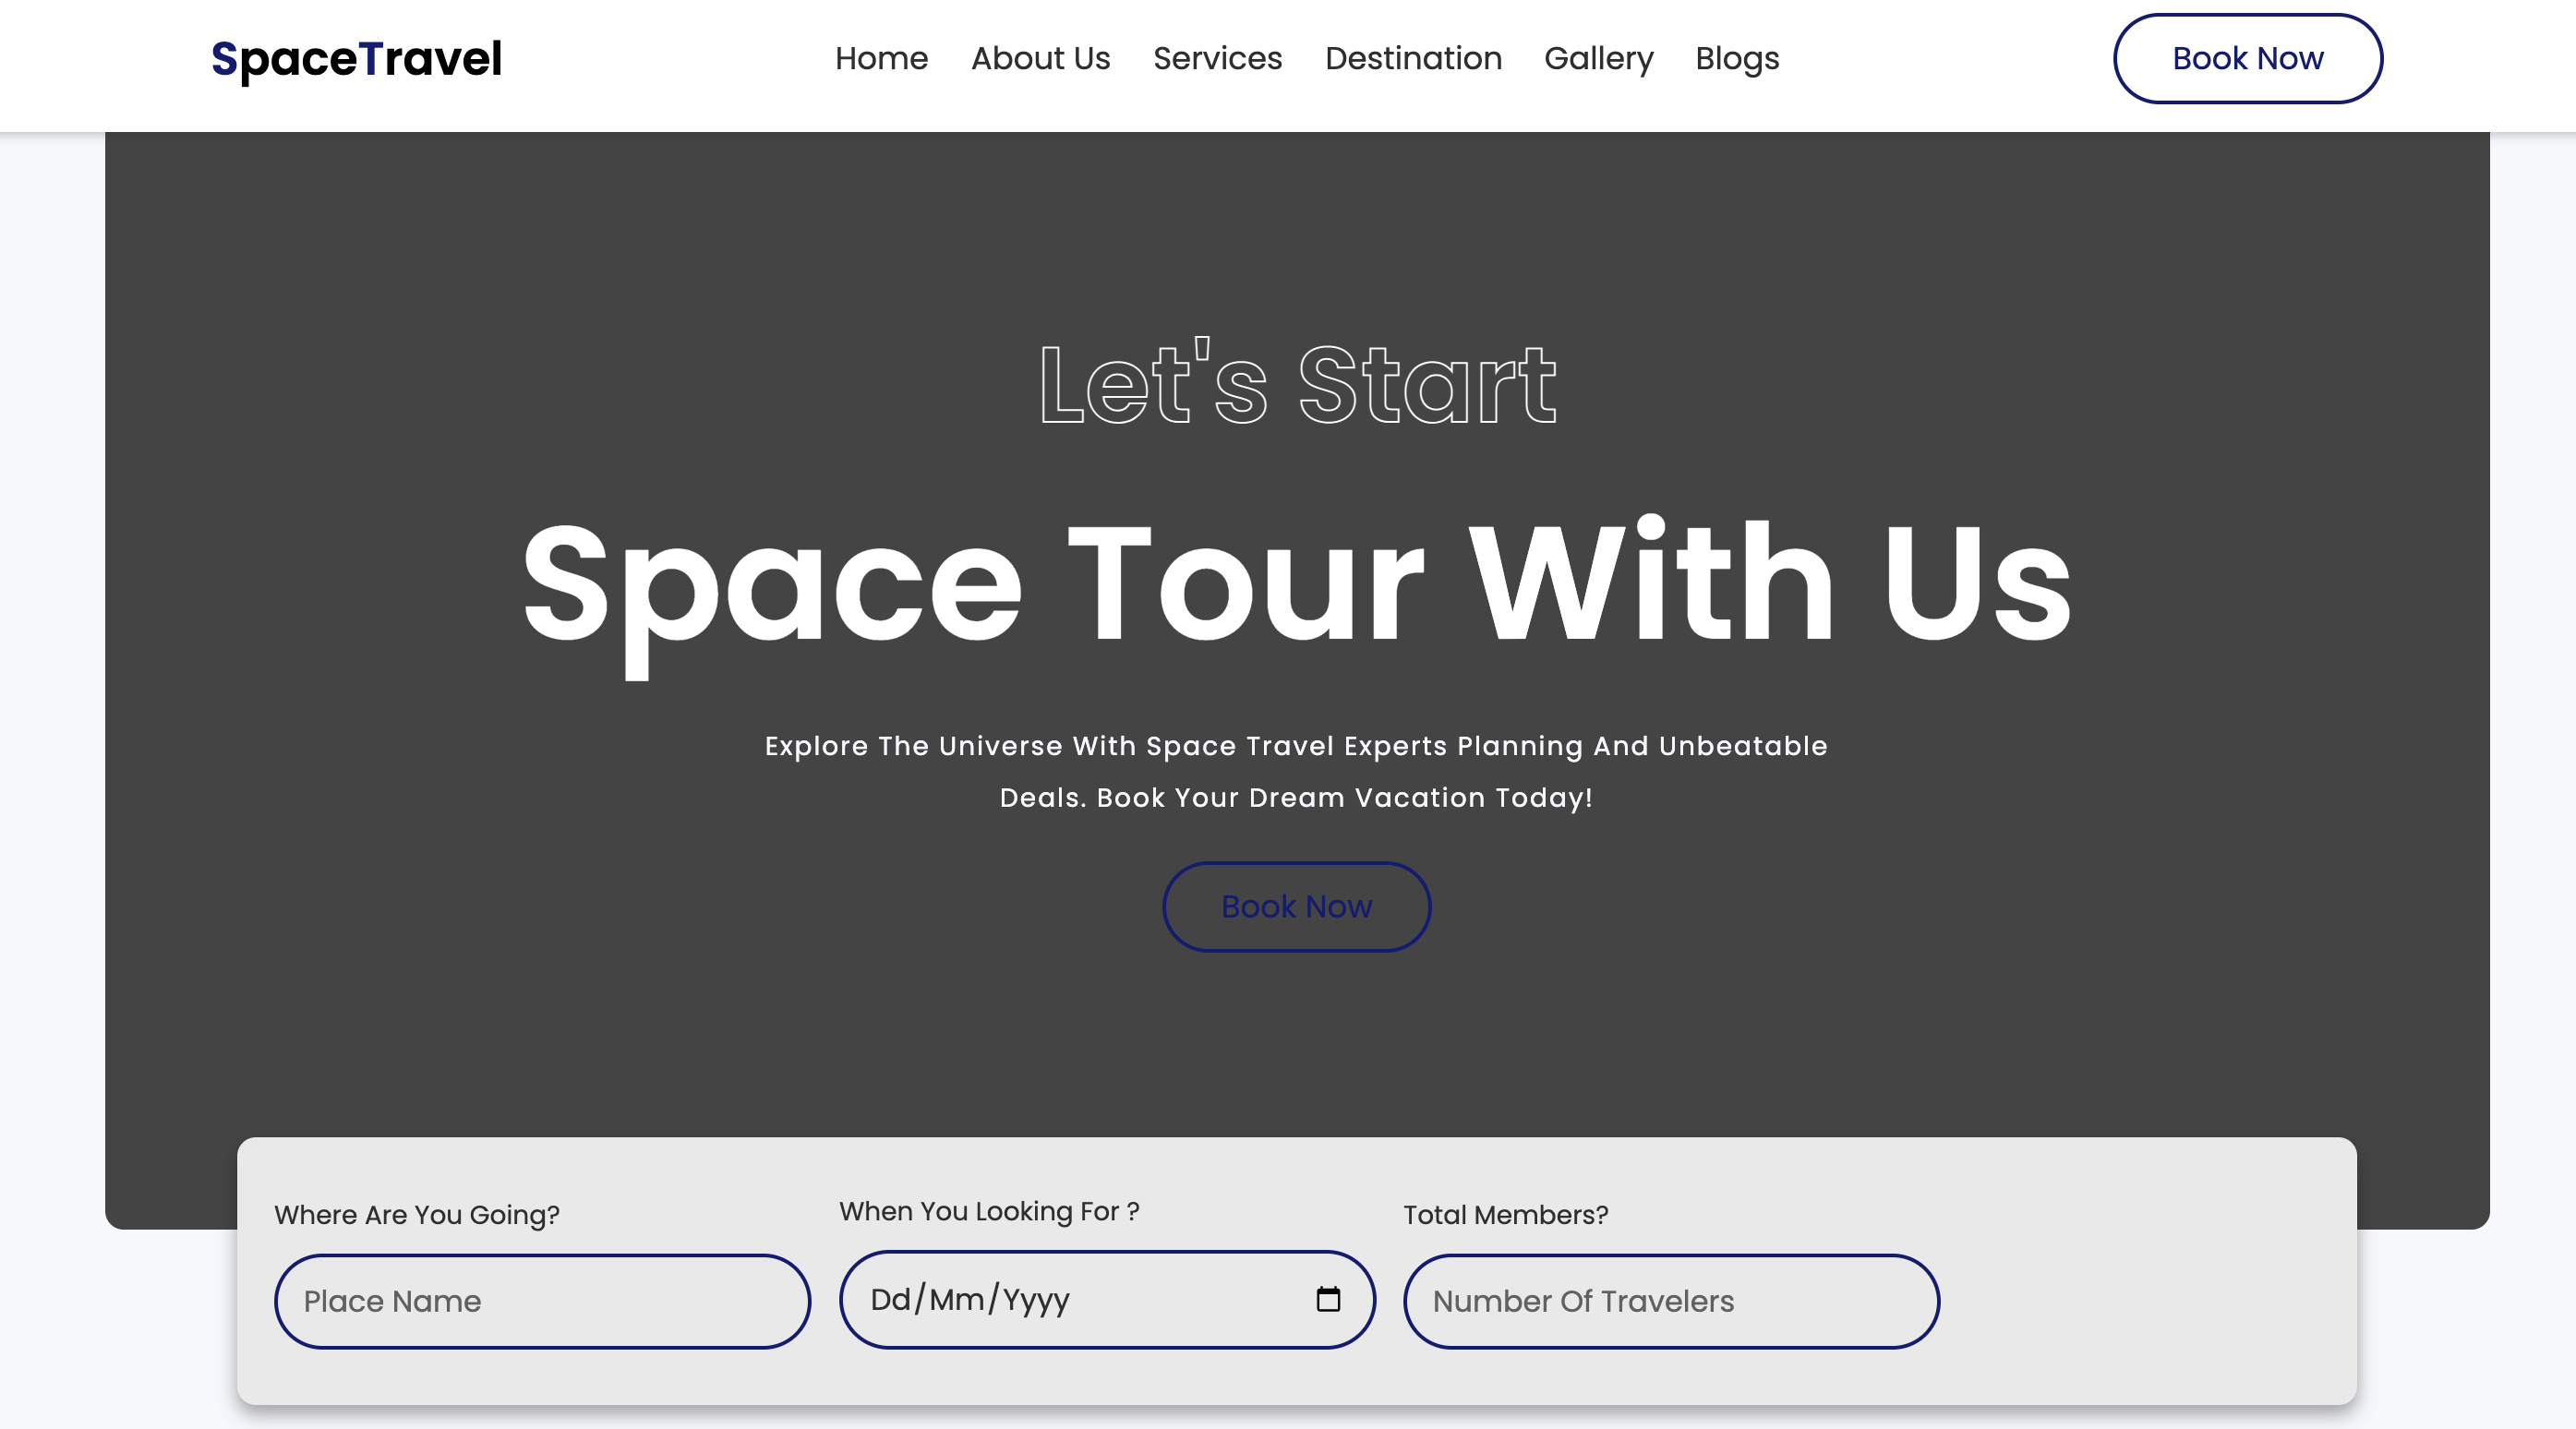 SpaceTravel
Home About Us Services Destination Gallery Blogs
Book Now
Let's Start
Space Tour With Us
Explore The Universe With Space Travel Experts Planning And Unbeatable
Deals. Book Your Dream Vacation Today!
Book Now
Where Are You Going?
Place Name
When You Looking For ?
Dd/Mm/Yyyy
Total Members?
Number Of Travelers